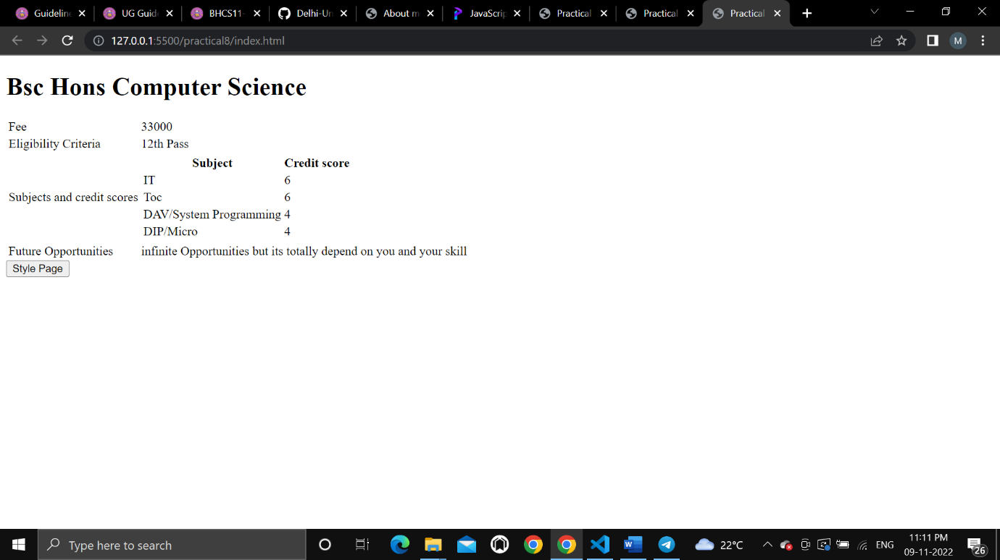 Guideline UG Guide BHCS11- Delhi-Un About m JavaScrip Practical Practical Practical
127.0.0.1:5500/practical8/index.html M
Bsc Hons Computer Science
Fee 33000
Eligibility Criteria 12th Pass
Subject Credit score
IT 6
Subjects and credit scores Toc 6
DAV/System Programming 4
DIP/Micro 4
Future Opportunities infinite Opportunities but its totally depend on you and your skill
Style Page
Type here to search 22°C ENG 11:11 PM
09-11-2022 26